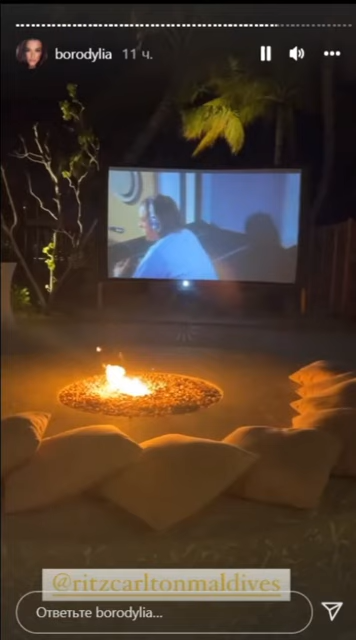 borodylia 11 ч.
@ritzcarltonmaldives
Ответьте borodylia...